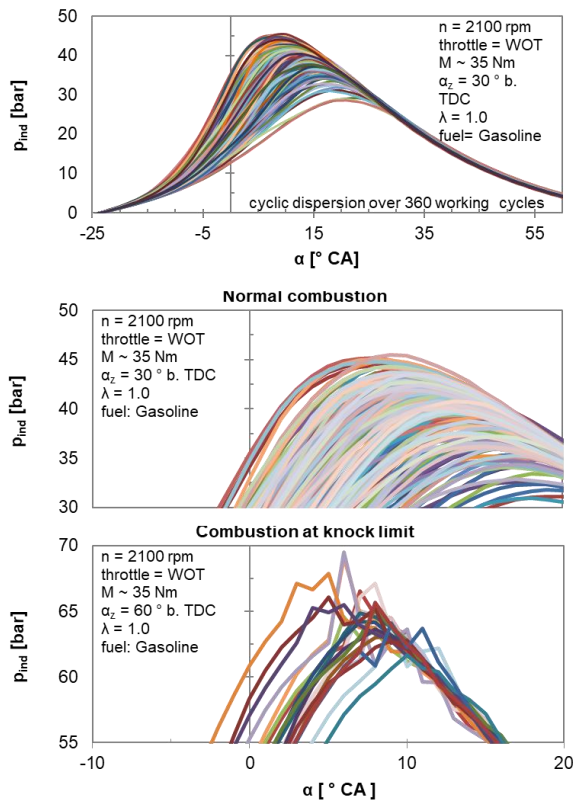 50
40
30
20
10
0
p_ind [bar]
n = 2100 rpm
throttle = WOT
M ~ 35 Nm
α_z = 30 ° b.
TDC
λ = 1.0
fuel= Gasoline
cyclic dispersion over 360 working cycles
-25 -5 15 35 55
α [° CA]
Normal combustion
50
45
40
35
30
p_ind [bar]
n = 2100 rpm
throttle = WOT
M ~ 35 Nm
α_z = 30 ° b. TDC
λ = 1.0
fuel: Gasoline
-10 0 10 20
Combustion at knock limit
70
65
60
55
p_ind [bar]
n = 2100 rpm
throttle = WOT
M ~ 35 Nm
α_z = 60 ° b. TDC
λ = 1.0
fuel: Gasoline
-10 0 10 20
α [ ° CA ]